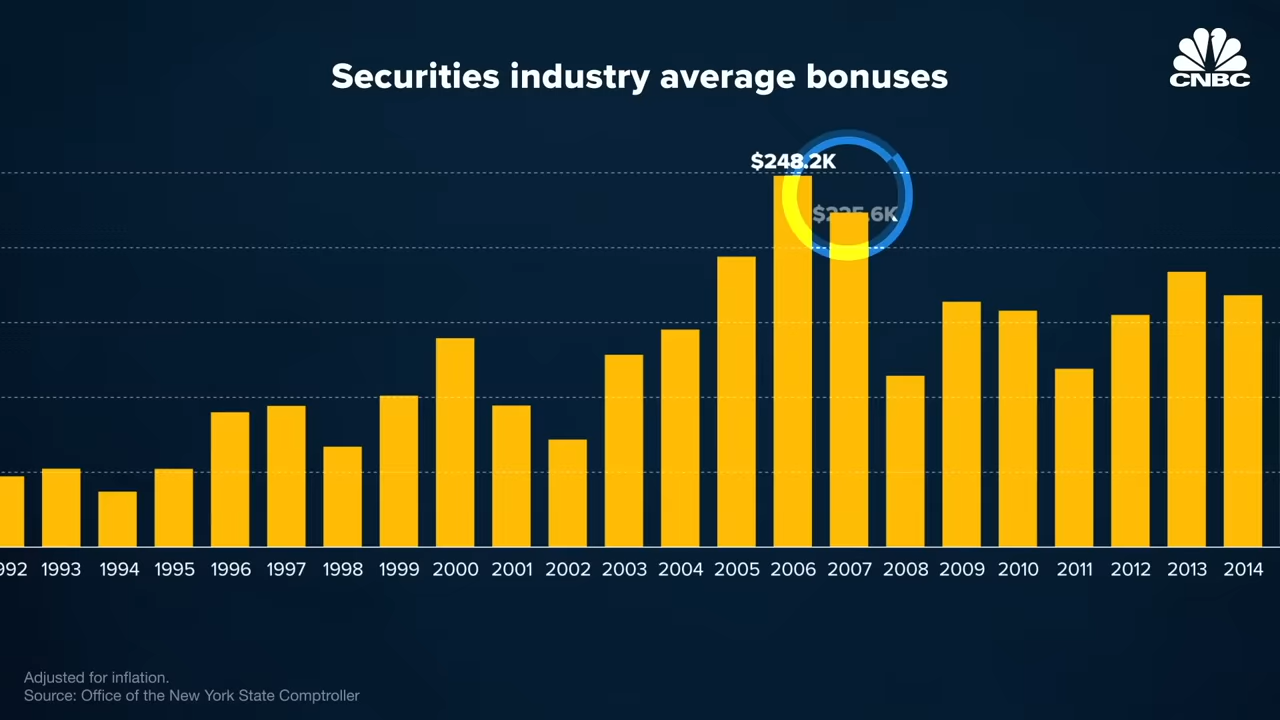 CNBC
Securities industry average bonuses
$248.2K
1993 1994 1995 1996 1997 1998 1999 2000 2001 2002 2003 2004 2005 2006 2007 2008 2009 2010 2011 2012 2013 2014
Adjusted for inflation.
Source: Office of the New York State Comptroller